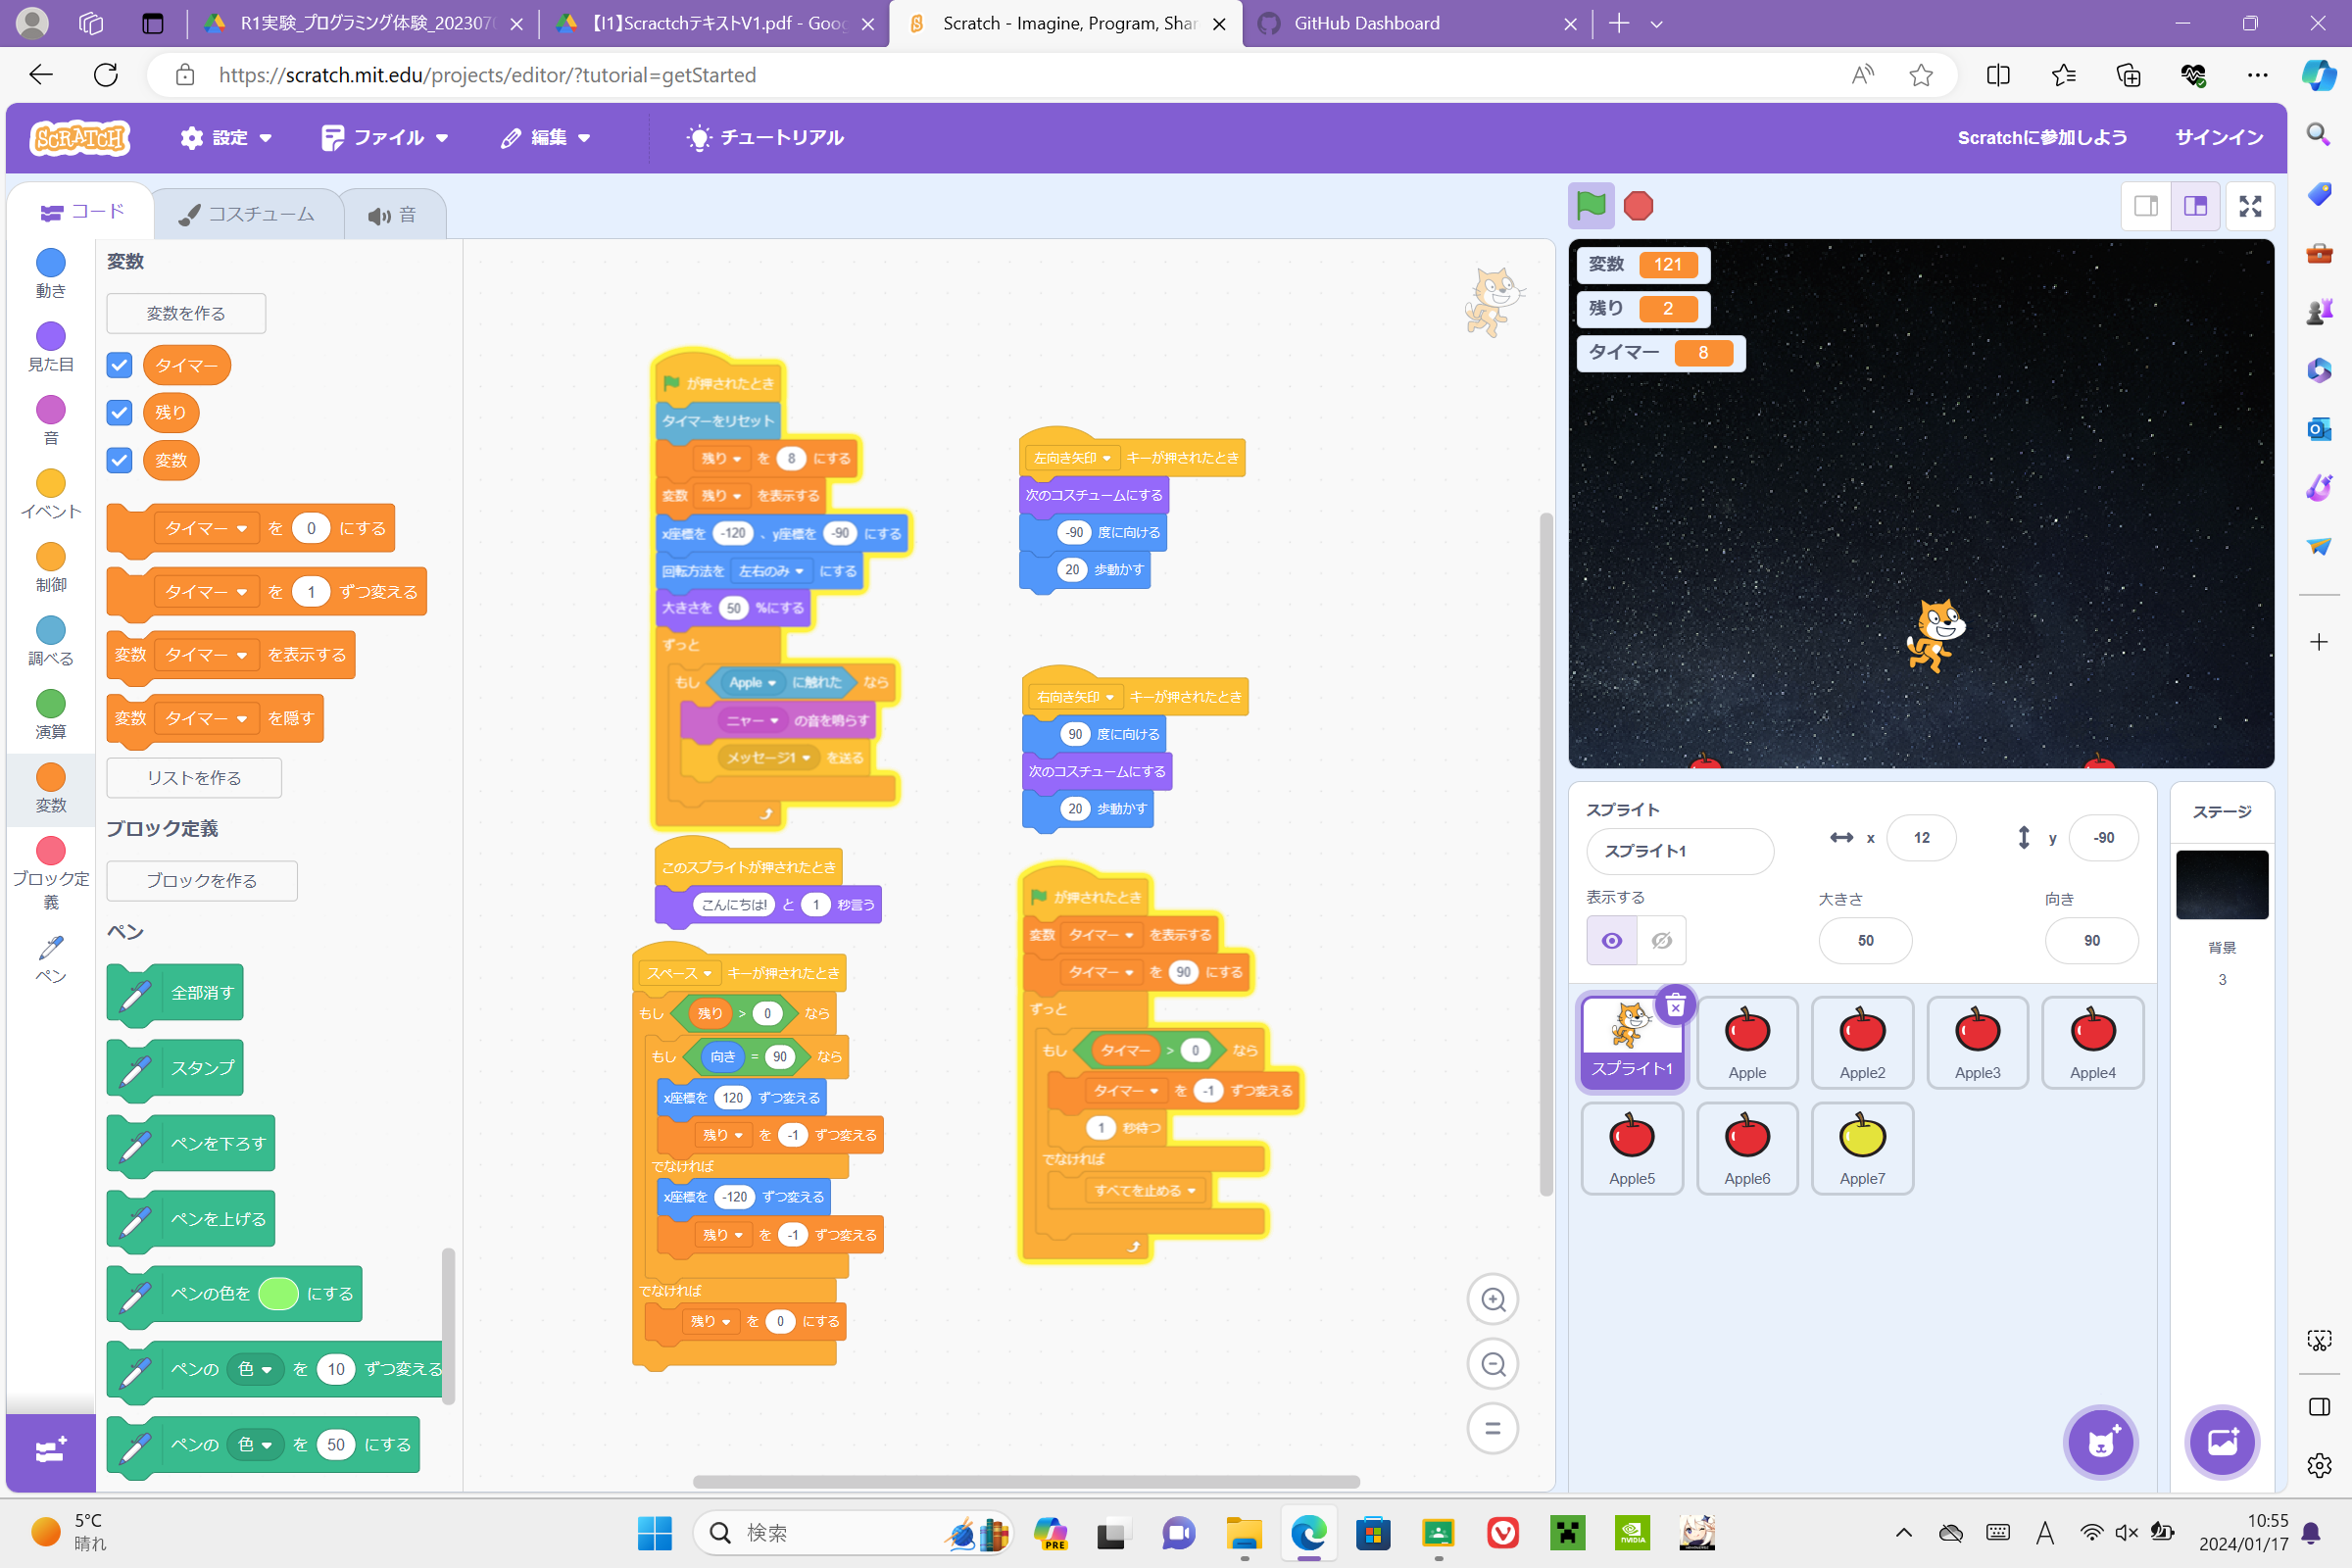 R1実験_プログラミング体験_202307
【I1】ScractchテキストV1.pdf - Goog
Scratch - Imagine, Program, Shar
GitHub Dashboard
https://scratch.mit.edu/projects/editor/?tutorial=getStarted
SCRATCH
設定
ファイル
編集
チュートリアル
Scratchに参加しよう
サインイン
コード
コスチューム
音
動き
見た目
音
イベント
制御
調べる
演算
変数
ブロック定
義
ペン
変数
変数を作る
タイマー
残り
変数
タイマー を 0 にする
タイマー を 1 ずつ変える
変数 タイマー を表示する
変数 タイマー を隠す
リストを作る
ブロック定義
ブロックを作る
ペン
全部消す
スタンプ
ペンを下ろす
ペンを上げる
ペンの色を にする
ペンの 色 を 10 ずつ変える
ペンの 色 を 50 にする
が押されたとき
タイマーをリセット
残り を 8 にする
変数 残り を表示する
x座標を -120 、y座標を -90 にする
回転方法を 左右のみ にする
大きさを 50 %にする
ずっと
もし Apple に触れた なら
ニャー の音を鳴らす
メッセージ1 を送る
このスプライトが押されたとき
こんにちは! と 1 秒言う
スペース キーが押されたとき
もし 残り > 0 なら
もし 向き = 90 なら
x座標を 120 ずつ変える
残り を -1 ずつ変える
でなければ
x座標を -120 ずつ変える
残り を -1 ずつ変える
でなければ
残り を 0 にする
左向き矢印 キーが押されたとき
次のコスチュームにする
-90 度に向ける
20 歩動かす
右向き矢印 キーが押されたとき
90 度に向ける
次のコスチュームにする
20 歩動かす
が押されたとき
変数 タイマー を表示する
タイマー を 90 にする
ずっと
もし タイマー > 0 なら
タイマー を -1 ずつ変える
1 秒待つ
でなければ
すべてを止める
変数 121
残り 2
タイマー 8
スプライト
スプライト1
x 12
y -90
表示する
大きさ 50
向き 90
スプライト1
Apple
Apple2
Apple3
Apple4
Apple5
Apple6
Apple7
ステージ
背景
3
5°C
晴れ
検索
PRE
NVIDIA
A
10:55
2024/01/17